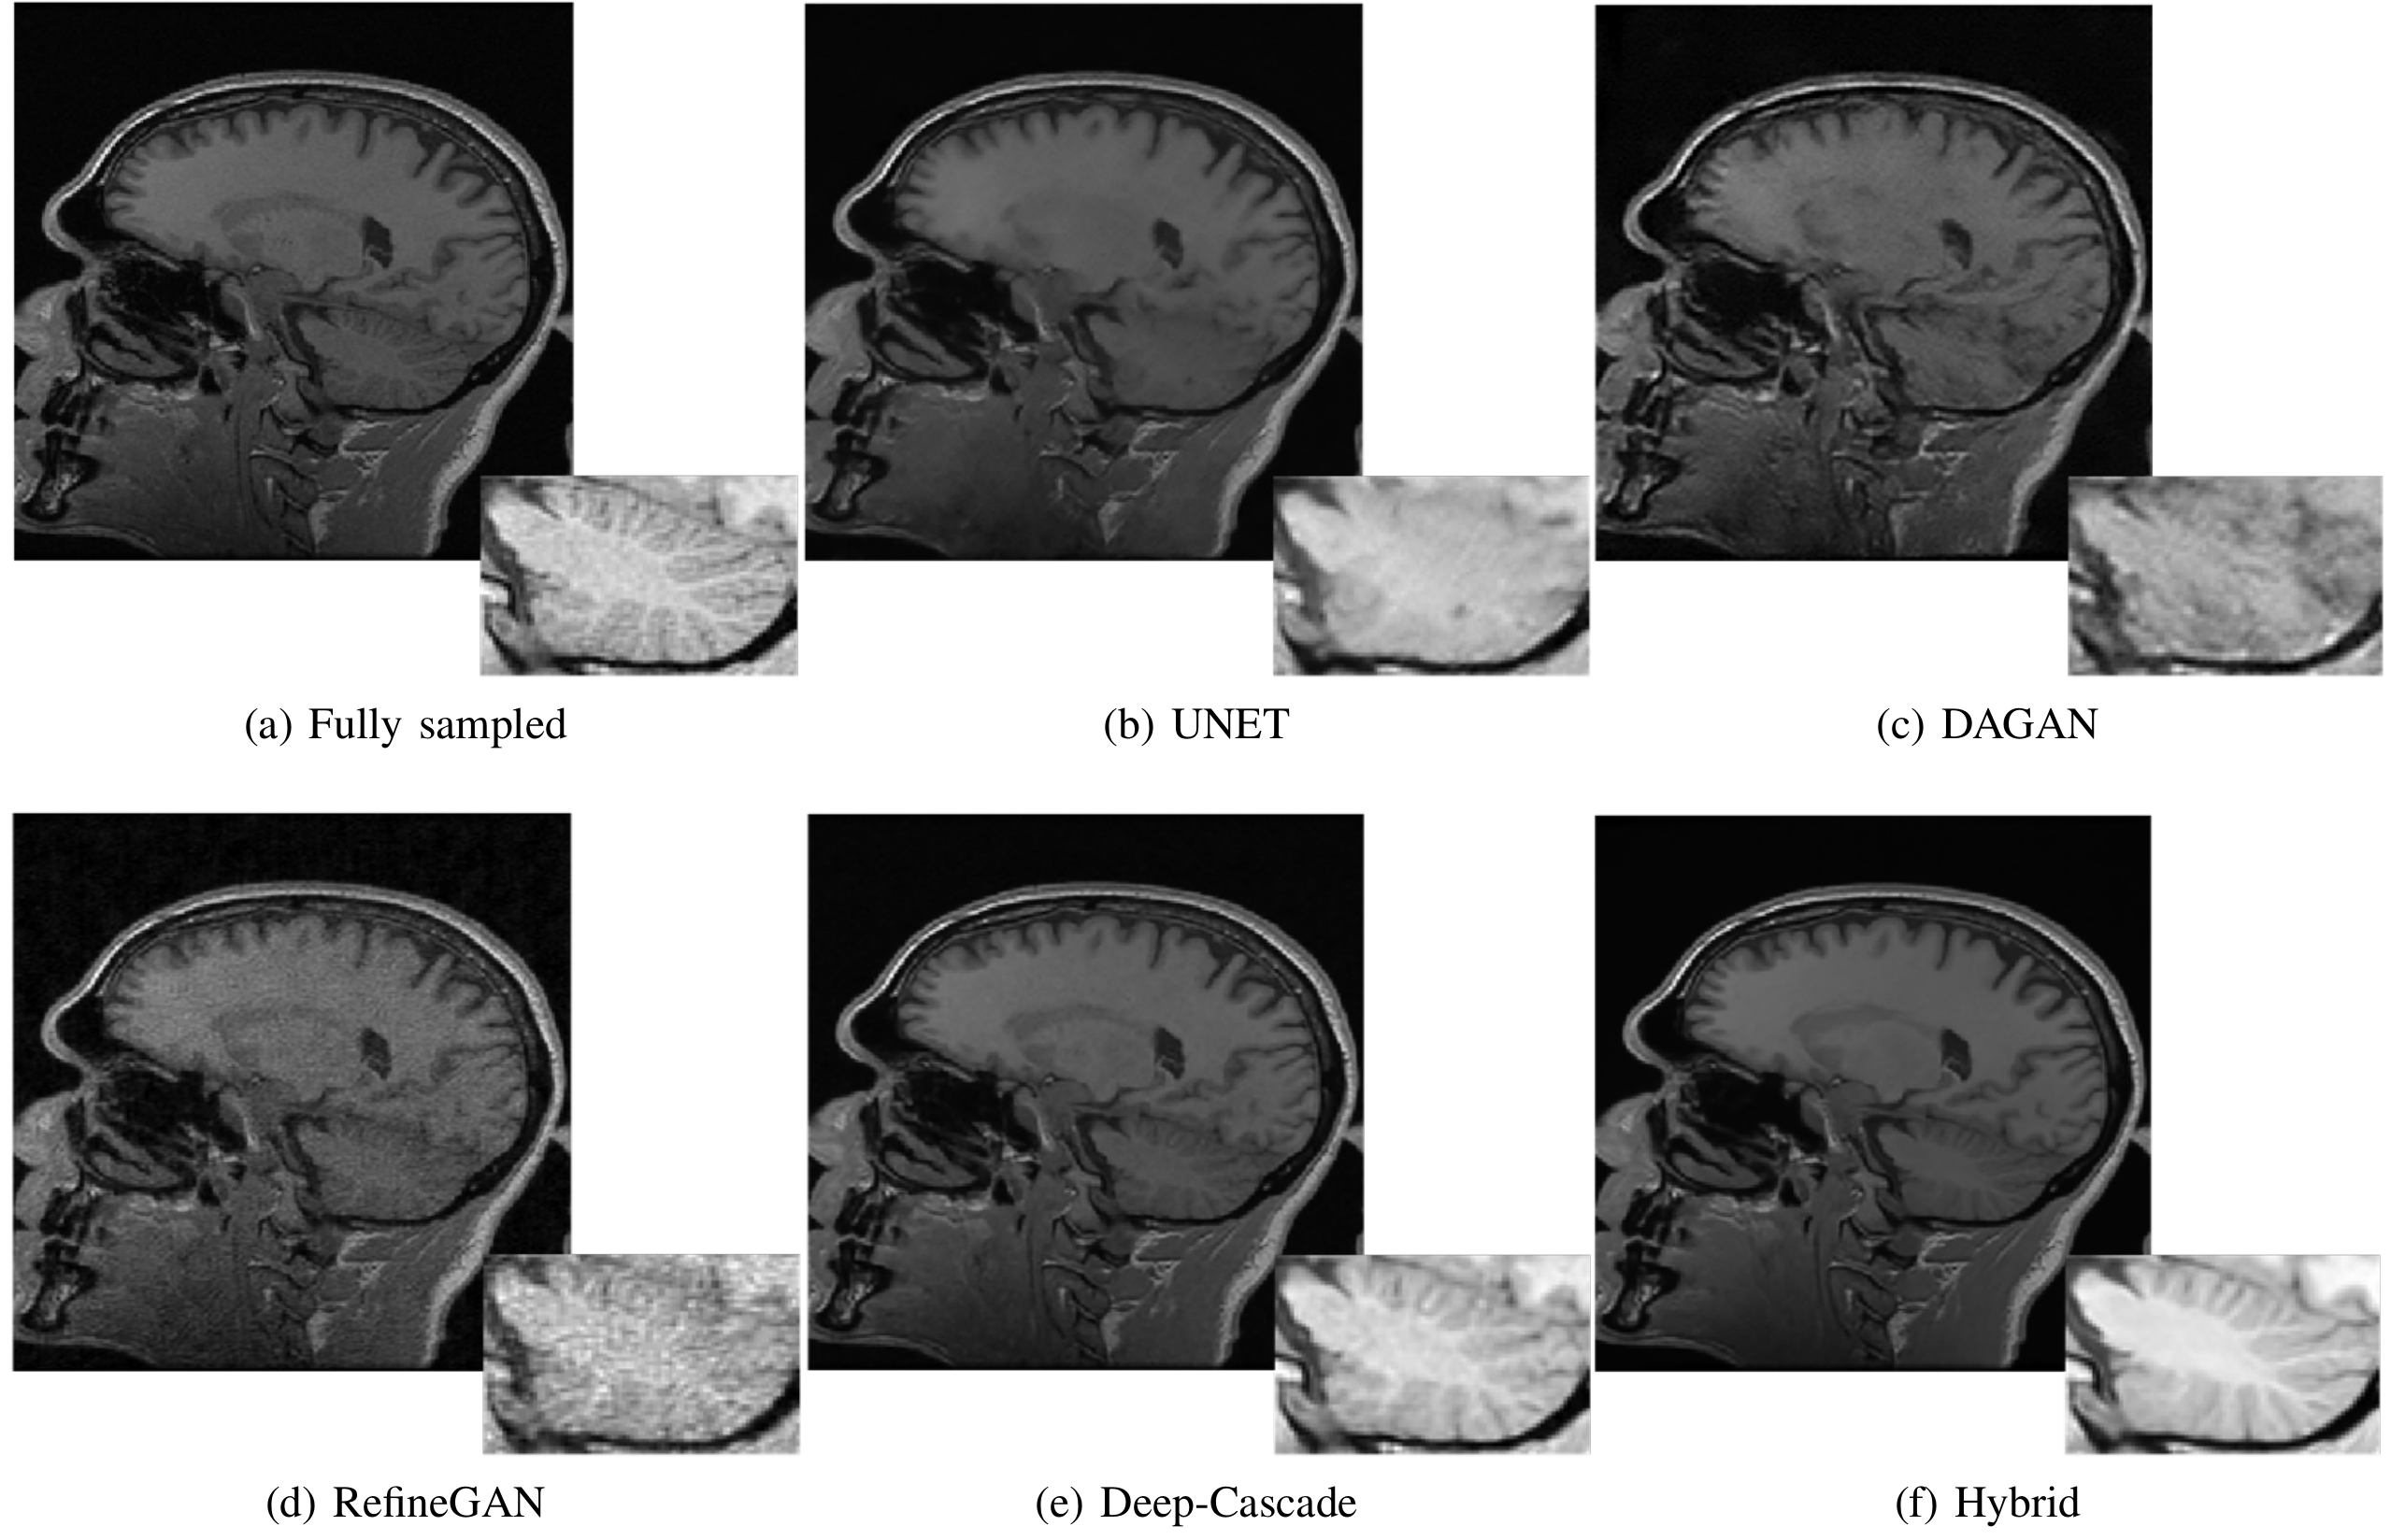 (a) Fully sampled
(b) UNET
(c) DAGAN
(d) RefineGAN
(e) Deep-Cascade
(f) Hybrid